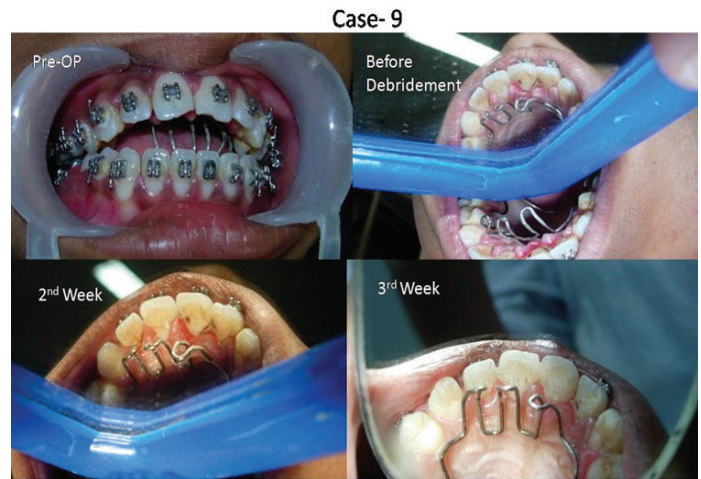 Case- 9
Pre-OP
Before
Debridement
2nd Week
3rd Week